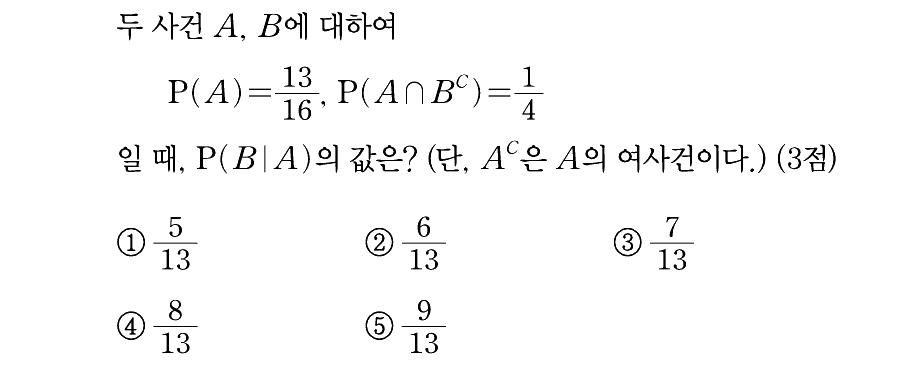 두 사건 A, B에 대하여
P(A)=13/16, P(A∩B^C)=1/4
일 때, P(B|A)의 값은? (단, A^C은 A의 여사건이다.) (3점)
① 5/13 ② 6/13 ③ 7/13
④ 8/13 ⑤ 9/13